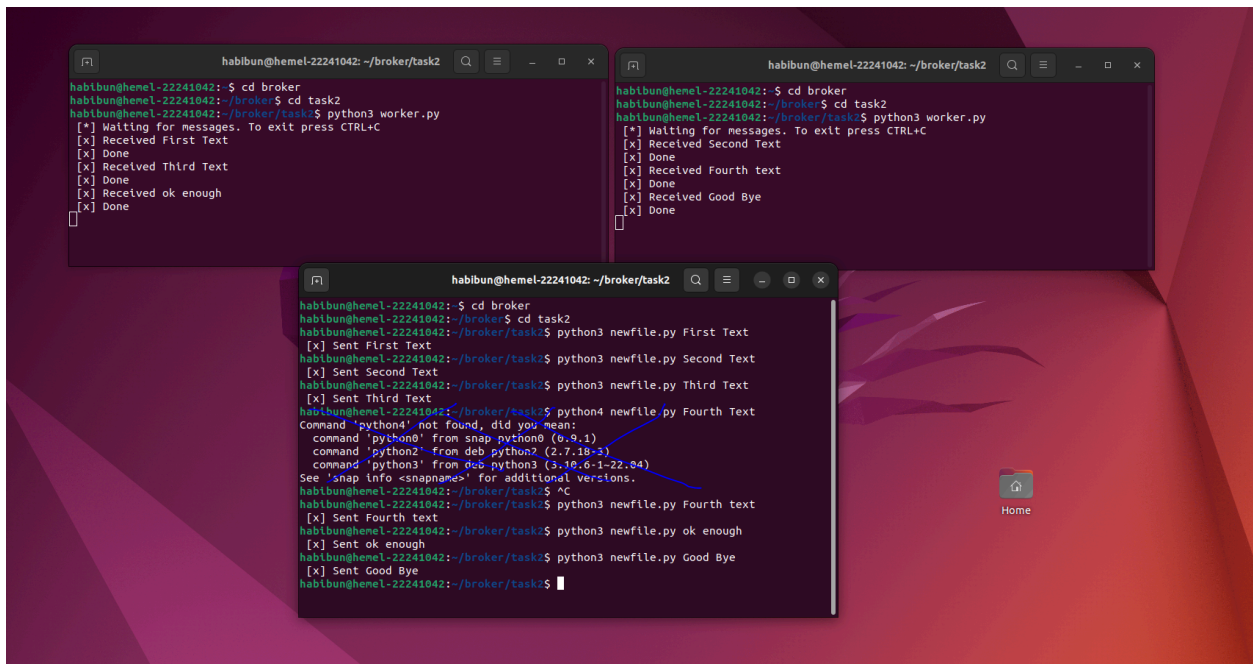 habibun@hemel-22241042: ~/broker/task2
habibun@hemel-22241042:~$ cd broker
habibun@hemel-22241042:~/broker$ cd task2
habibun@hemel-22241042:~/broker/task2$ python3 worker.py
[*] Waiting for messages. To exit press CTRL+C
[x] Received First Text
[x] Done
[x] Received Third Text
[x] Done
[x] Received ok enough
[x] Done
habibun@hemel-22241042: ~/broker/task2
habibun@hemel-22241042:~$ cd broker
habibun@hemel-22241042:~/broker$ cd task2
habibun@hemel-22241042:~/broker/task2$ python3 worker.py
[*] Waiting for messages. To exit press CTRL+C
[x] Received Second Text
[x] Done
[x] Received Fourth text
[x] Done
[x] Received Good Bye
[x] Done
habibun@hemel-22241042: ~/broker/task2
habibun@hemel-22241042:~$ cd broker
habibun@hemel-22241042:~/broker$ cd task2
habibun@hemel-22241042:~/broker/task2$ python3 newfile.py First Text
[x] Sent First Text
habibun@hemel-22241042:~/broker/task2$ python3 newfile.py Second Text
[x] Sent Second Text
habibun@hemel-22241042:~/broker/task2$ python3 newfile.py Third Text
[x] Sent Third Text
habibun@hemel-22241042:~/broker/task2$ python4 newfile.py Fourth Text
Command 'python4' not found, did you mean:
command 'python0' from snap python0 (0.9.1)
command 'python2' from deb python2 (2.7.18-3)
command 'python3' from deb python3 (3.10.6-1~22.04)
See 'snap info <snapname>' for additional versions.
habibun@hemel-22241042:~/broker/task2$ ^C
habibun@hemel-22241042:~/broker/task2$ python3 newfile.py Fourth text
[x] Sent Fourth text
habibun@hemel-22241042:~/broker/task2$ python3 newfile.py ok enough
[x] Sent ok enough
habibun@hemel-22241042:~/broker/task2$ python3 newfile.py Good Bye
[x] Sent Good Bye
habibun@hemel-22241042:~/broker/task2$
Home